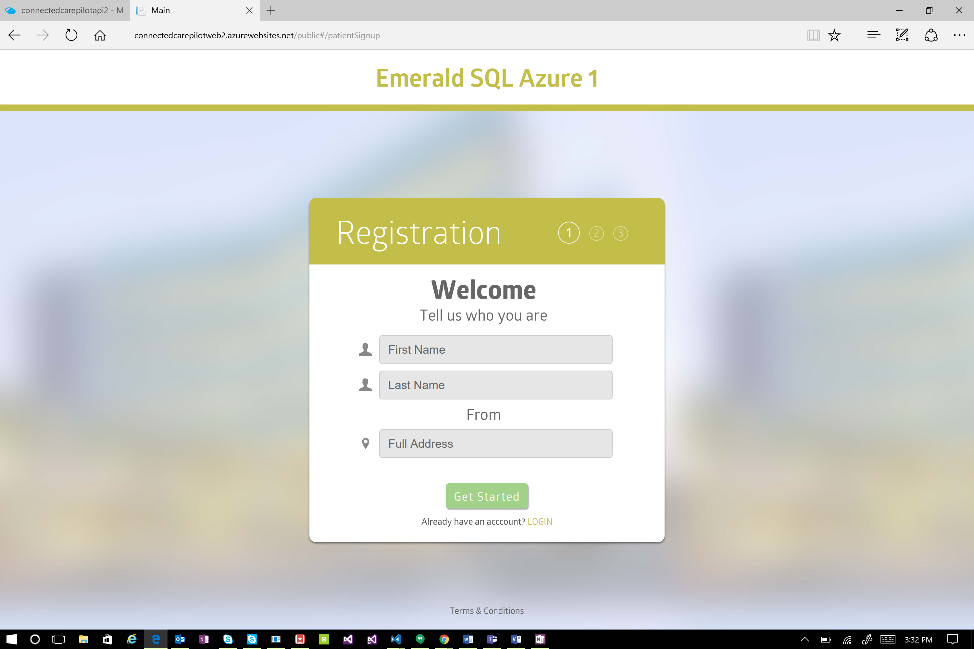 connectedcarepilotapi2 - M
Main
connectedcarepilotweb2.azurewebsites.net/public#/patientSignup
Emerald SQL Azure 1
Registration
1 2 3
Welcome
Tell us who you are
First Name
Last Name
From
Full Address
Get Started
Already have an acccount? LOGIN
Terms & Conditions
3:32 PM